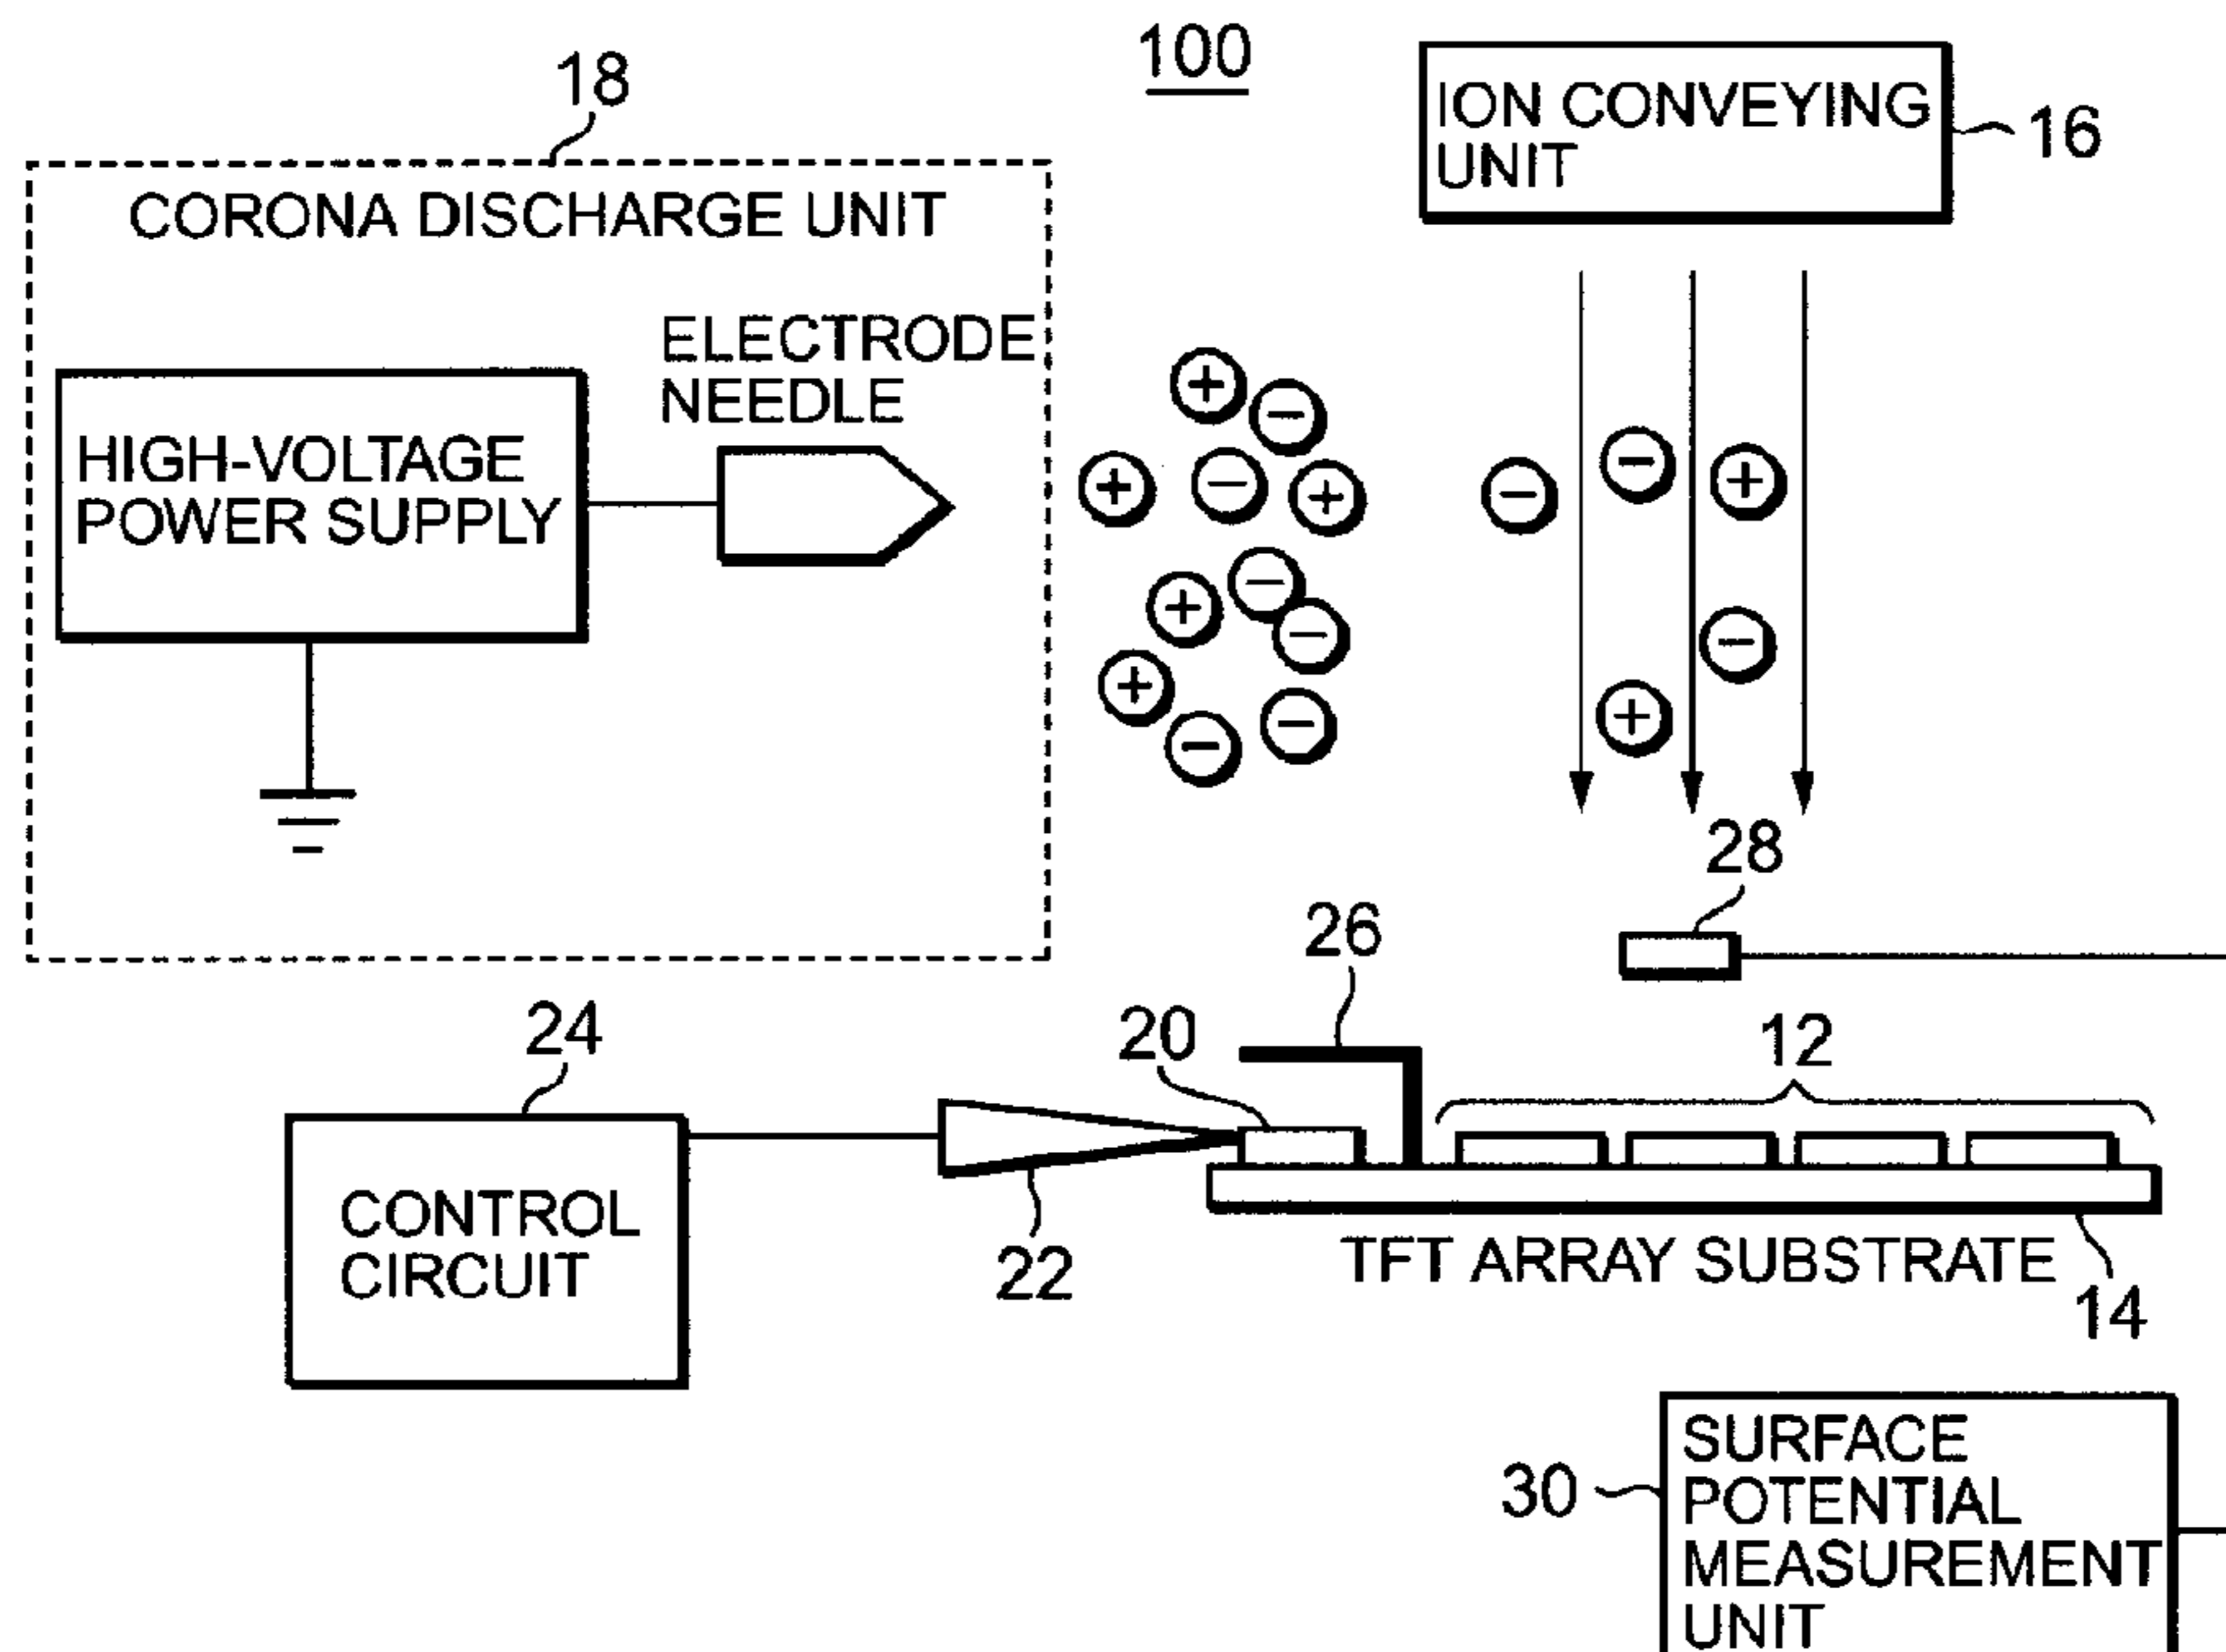 100
18
ION CONVEYING
UNIT
16
CORONA DISCHARGE UNIT
ELECTRODE
NEEDLE
HIGH-VOLTAGE
POWER SUPPLY
28
26
24
20
12
CONTROL
CIRCUIT
22
TFT ARRAY SUBSTRATE
14
30
SURFACE
POTENTIAL
MEASUREMENT
UNIT